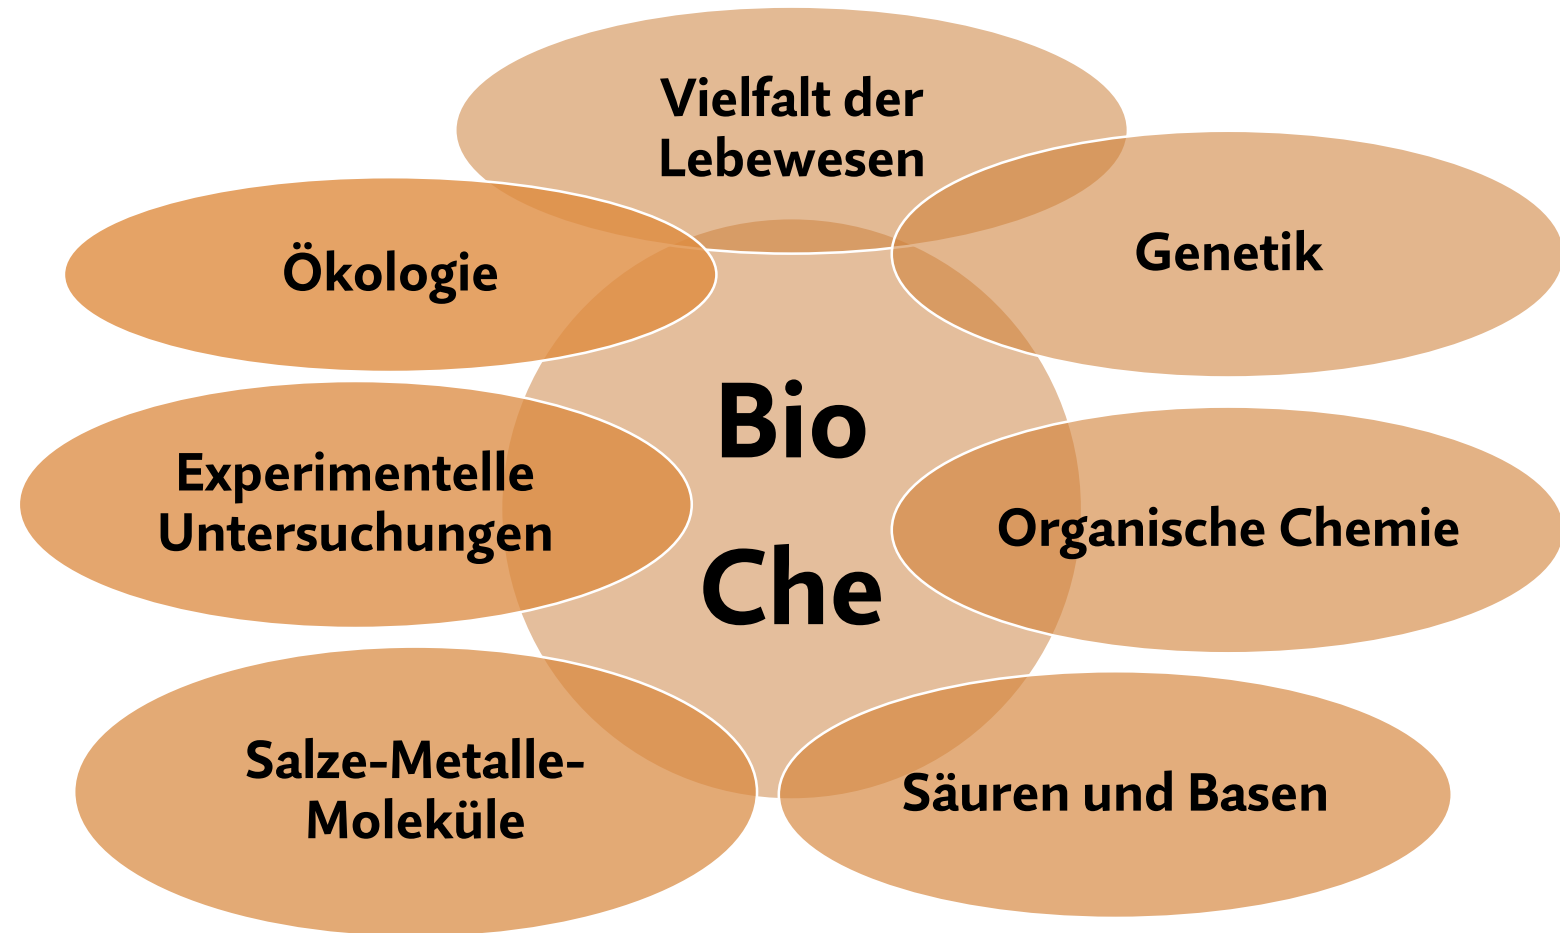 Vielfalt der
Lebewesen
Genetik
Ökologie
Bio
Che
Experimentelle
Untersuchungen
Organische Chemie
Salze-Metalle-
Moleküle
Säuren und Basen